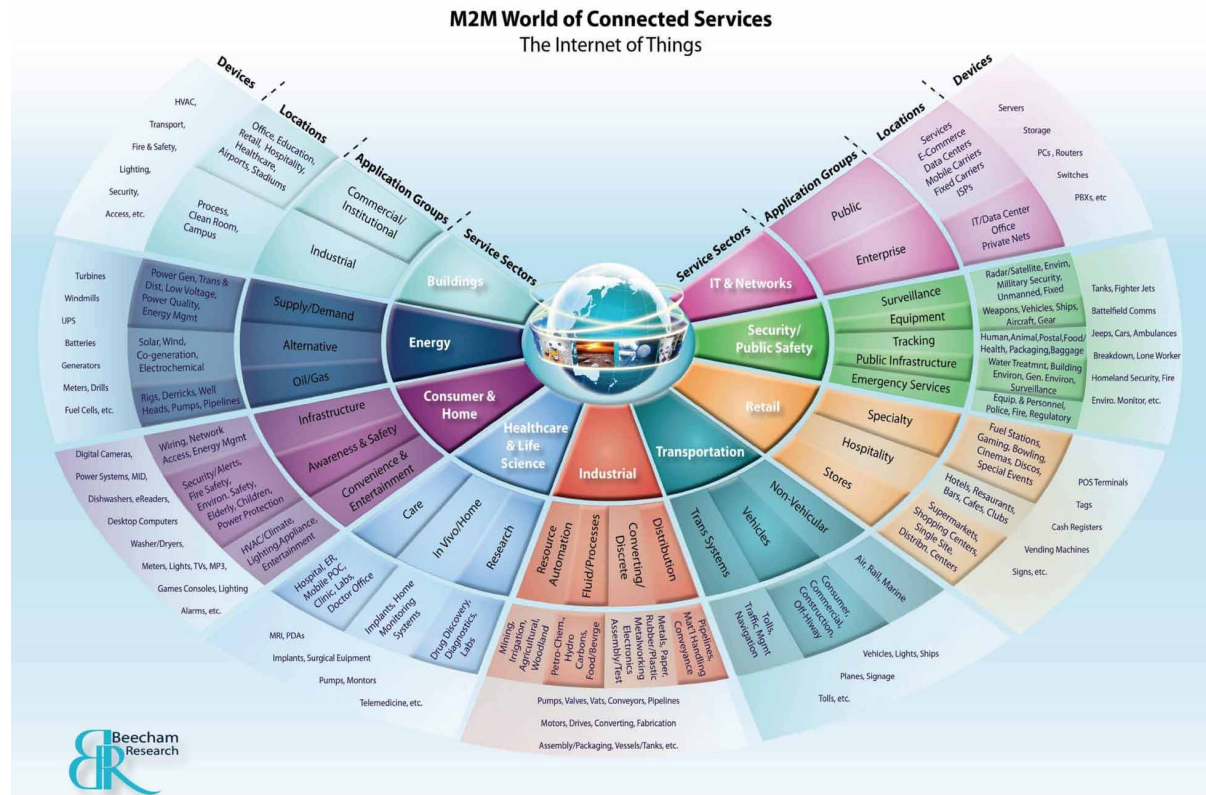 M2M World of Connected Services
The Internet of Things
Devices
Locations
Application Groups
Service Sectors
Service Sectors
Application Groups
Locations
Devices
HVAC,
Transport,
Fire & Safety,
Lighting,
Security,
Access, etc.
Office, Education,
Retail, Hospitality,
Healthcare,
Airports, Stadiums
Process,
Clean Room,
Campus
Commercial/
Institutional
Industrial
Buildings
Turbines
Windmills
UPS
Batteries
Generators
Meters, Drills
Fuel Cells, etc.
Power Gen, Trans &
Dist, Low Voltage,
Power Quality,
Energy Mgmt
Solar, Wind,
Co-generation,
Electrochemical
Rigs, Derricks, Well
Heads, Pumps, Pipelines
Supply/Demand
Alternative
Oil/Gas
Energy
Digital Cameras,
Power Systems, MID,
Dishwashers, eReaders,
Desktop Computers
Washer/Dryers,
Meters, Lights, TVs, MP3,
Games Consoles, Lighting
Alarms, etc.
Wiring, Network
Access, Energy Mgmt
Security/Alerts,
Fire Safety,
Environ. Safety,
Elderly, Children,
Power Protection
HVAC/Climate,
Lighting,Appliance,
Entertainment
Infrastructure
Awareness & Safety
Convenience &
Entertainment
Consumer &
Home
MRI, PDAs
Implants, Surgical Euipment
Pumps, Montors
Telemedicine, etc.
Hospital, ER,
Mobile POC,
Clinic, Labs,
Doctor Office
Implants, Home
Monitoring
Systems
Drug Discovery,
Diagnostics,
Labs
Care
In Vivo/Home
Research
Healthcare
& Life
Science
Industrial
Resource
Automation
Fluid/Processes
Converting/
Discrete
Distribution
Mining,
Irrigation,
Agricultural,
Woodland
Petro-Chem.,
Hydro
Carbons,
Food/Bevrge
Metals, Paper,
Rubber/Plastic
Metalworking
Electronics
Assembly/Test
Pipelines,
Mat'l Handling
Conveyance
Pumps, Valves, Vats, Conveyors, Pipelines
Motors, Drives, Converting, Fabrication
Assembly/Packaging, Vessels/Tanks, etc.
Transportation
Trans Systems
Vehicles
Non-Vehicular
Tolls,
Traffic Mgmt
Navigation
Consumer,
Commercial,
Construction,
Off-Hiway
Air, Rail, Marine
Vehicles, Lights, Ships
Planes, Signage
Tolls, etc.
Retail
Specialty
Hospitality
Stores
Fuel Stations,
Gaming, Bowling,
Cinemas, Discos,
Special Events
Hotels, Resaurants,
Bars, Cafes, Clubs
Supermarkets,
Shopping Centers,
Single Site,
Distribn. Centers
POS Terminals
Tags
Cash Registers
Vending Machines
Signs, etc.
Security/
Public Safety
Surveillance
Equipment
Tracking
Public Infrastructure
Emergency Services
Radar/Satellite, Envirn,
Military Security,
Unmanned, Fixed
Weapons, Vehicles, Ships,
Aircraft, Gear
Human,Animal,Postal,Food/
Health, Packaging,Baggage
Water Treatmnt, Building
Environ, Gen. Environ,
Surveillance
Equip. & Personnel,
Police, Fire, Regulatory
Tanks, Fighter Jets
Battelfield Comms
Jeeps, Cars, Ambulances
Breakdown, Lone Worker
Homeland Security, Fire
Enviro. Monitor, etc.
IT & Networks
Public
Enterprise
Services
E-Commerce
Data Centers
Mobile Carriers
Fixed Carriers
ISPs
IT/Data Center
Office
Private Nets
Servers
Storage
PCs , Routers
Switches
PBXs, etc
Beecham
Research